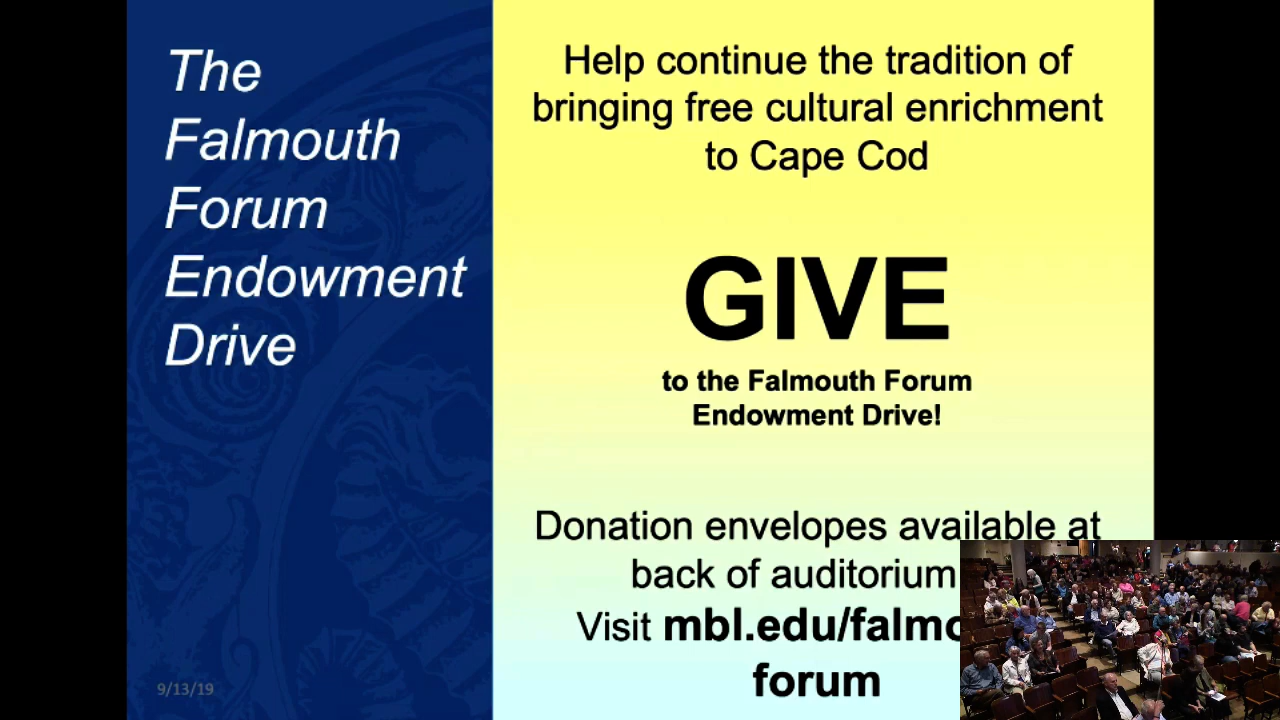 The
Falmouth
Forum
Endowment
Drive
Help continue the tradition of
bringing free cultural enrichment
to Cape Cod
GIVE
to the Falmouth Forum
Endowment Drive!
Donation envelopes available at
back of auditorium
Visit mbl.edu/falmo
forum
9/13/19